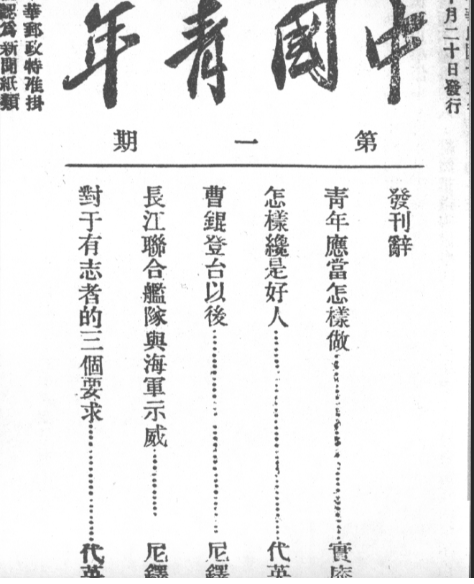 月二十日發行
中國青年
華郵政特准掛
認爲新聞紙類
第一期
發刊辭
青年應當怎樣做……實庵
怎樣纔是好人……代英
曹錕登台以後……尼鐸
長江聯合艦隊與海軍示威……尼鐸
對于有志者的三個要求……代英